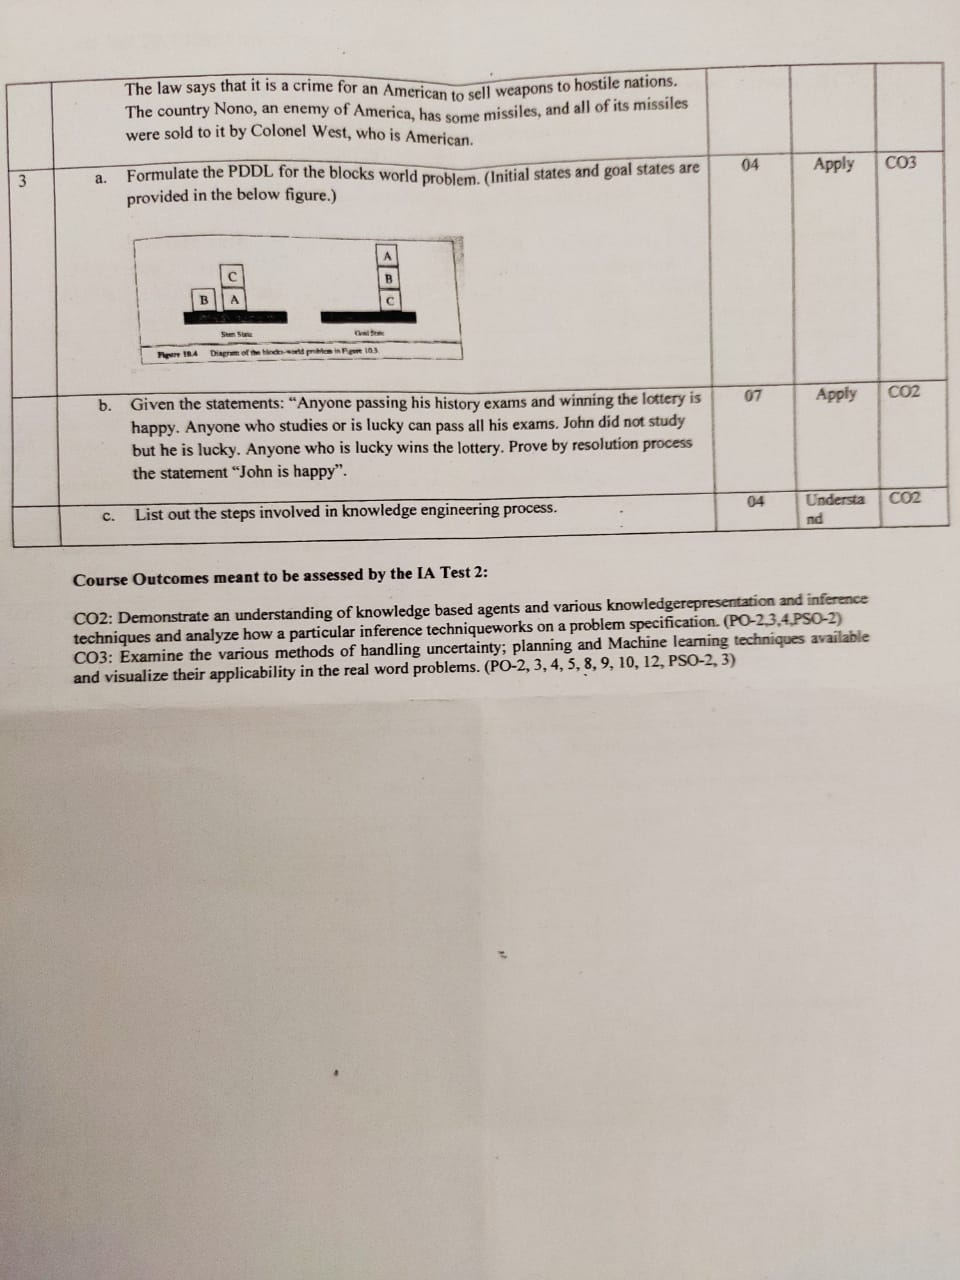 The law says that it is a crime for an American to sell weapons to hostile nations.
The country Nono, an enemy of America, has some missiles, and all of its missiles
were sold to it by Colonel West, who is American.
3 a. Formulate the PDDL for the blocks world problem. (Initial states and goal states are 04 Apply CO3
provided in the below figure.)
A
C B
B A C
Start State Goal State
Figure 10.4 Diagram of the blocks-world problem in Figure 10.3.
b. Given the statements: “Anyone passing his history exams and winning the lottery is 07 Apply CO2
happy. Anyone who studies or is lucky can pass all his exams. John did not study
but he is lucky. Anyone who is lucky wins the lottery. Prove by resolution process
the statement “John is happy”.
c. List out the steps involved in knowledge engineering process. 04 Understa CO2
nd
Course Outcomes meant to be assessed by the IA Test 2:
CO2: Demonstrate an understanding of knowledge based agents and various knowledgerepresentation and inference
techniques and analyze how a particular inference techniqueworks on a problem specification. (PO-2,3,4,PSO-2)
CO3: Examine the various methods of handling uncertainty; planning and Machine learning techniques available
and visualize their applicability in the real word problems. (PO-2, 3, 4, 5, 8, 9, 10, 12, PSO-2, 3)